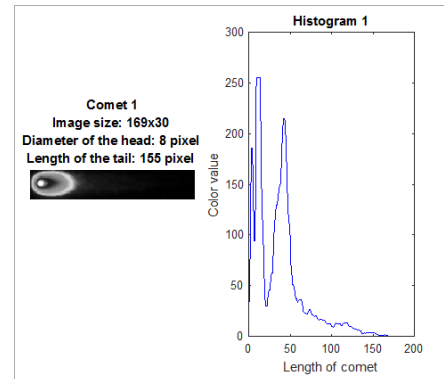 Comet 1
Image size: 169x30
Diameter of the head: 8 pixel
Length of the tail: 155 pixel
Histogram 1
300
250
200
150
100
50
0
Color value
0 50 100 150 200
Length of comet